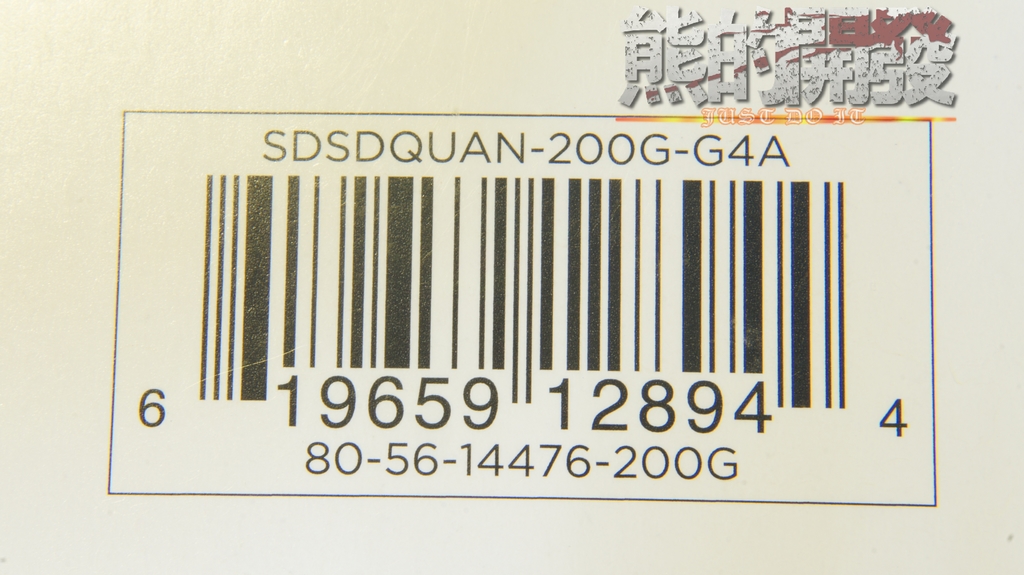 熊的開發
JUST DO IT
SDSDQUAN-200G-G4A
6 19659 12894 4
80-56-14476-200G